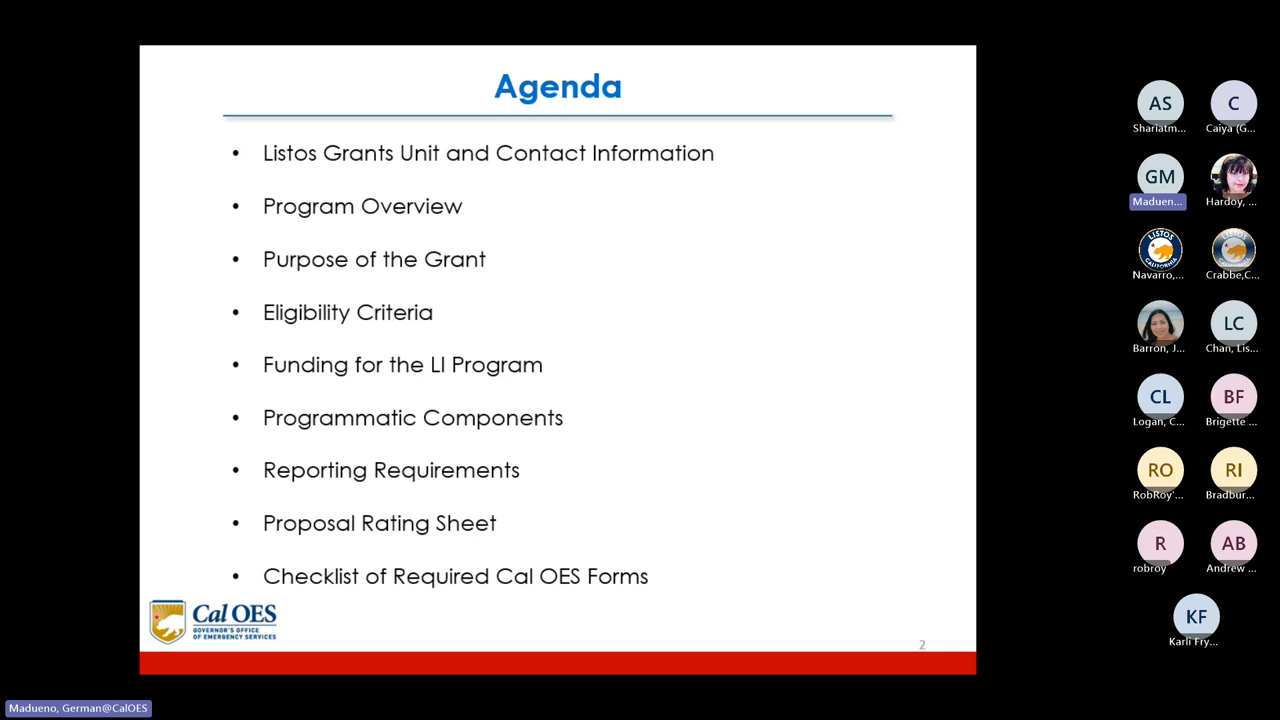 Agenda
• Listos Grants Unit and Contact Information
• Program Overview
• Purpose of the Grant
• Eligibility Criteria
• Funding for the LI Program
• Programmatic Components
• Reporting Requirements
• Proposal Rating Sheet
• Checklist of Required Cal OES Forms
Cal OES
GOVERNOR'S OFFICE
OF EMERGENCY SERVICES
2
AS
Shariatm...
C
Caiya (G...
GM
Maduen...
Hardoy, ...
LISTOS
CALIFORNIA
Navarro,...
Crabbe,C...
Barron, J...
LC
Chan, Lis...
CL
Logan, C...
BF
Brigette ...
RO
RobRoy'...
RI
Bradbur...
R
robroy
AB
Andrew ...
KF
Karli Fry...
Madueno, German@CalOES